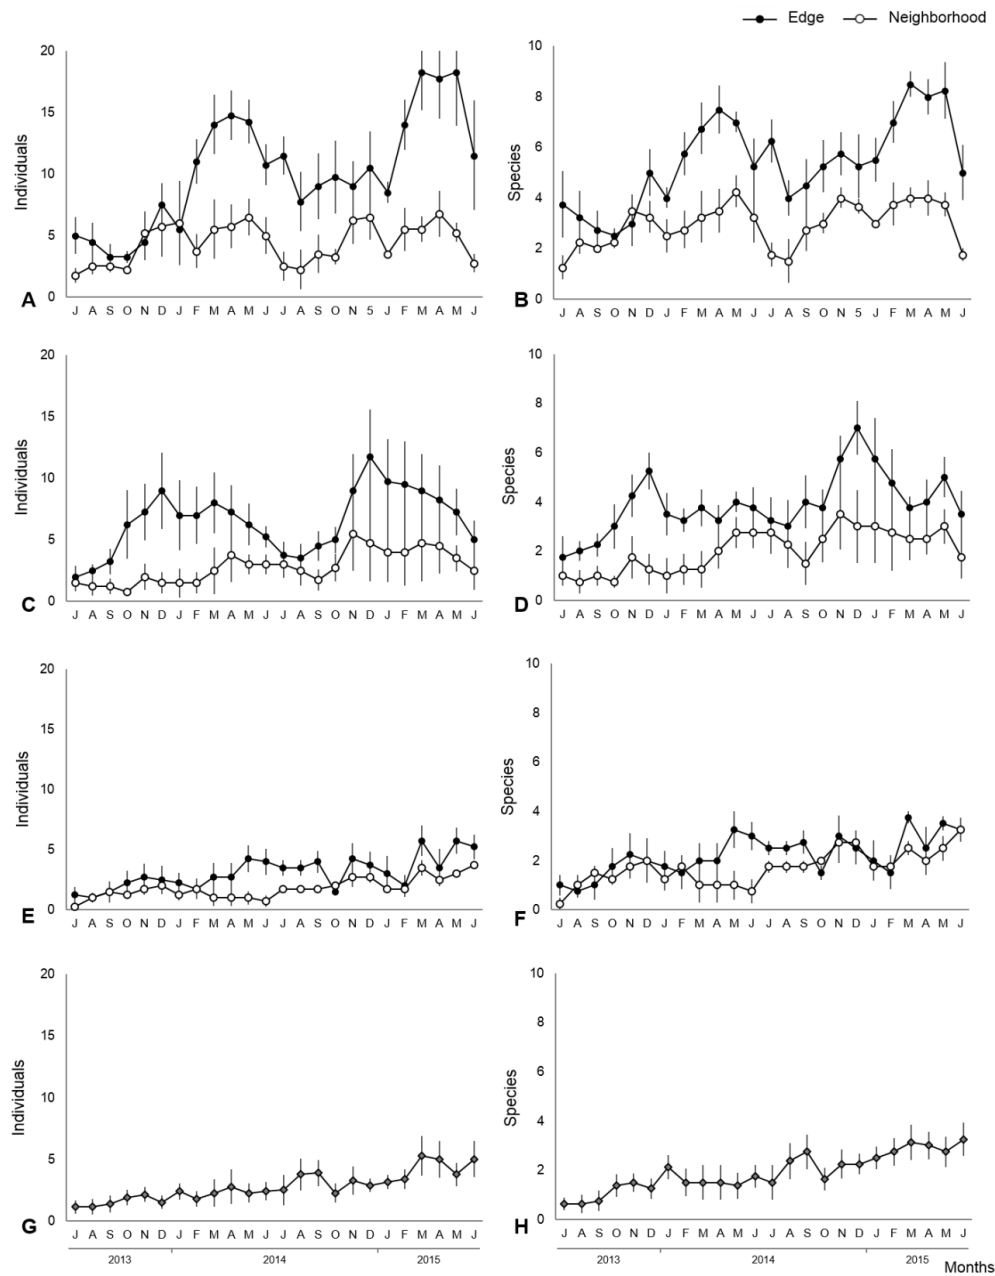 Edge Neighborhood
20
15
10
5
0
Individuals
A
J A S O N D J F M A M J J A S O N 5 J F M A M J
10
8
6
4
2
0
Species
B
J A S O N D J F M A M J J A S O N 5 J F M A M J
20
15
10
5
0
Individuals
C
J A S O N D J F M A M J J A S O N D J F M A M J
10
8
6
4
2
0
Species
D
J A S O N D J F M A M J J A S O N D J F M A M J
20
15
10
5
0
Individuals
E
J A S O N D J F M A M J J A S O N D J F M A M J
10
8
6
4
2
0
Species
F
J A S O N D J F M A M J J A S O N D J F M A M J
20
15
10
5
0
Individuals
G
J A S O N D J F M A M J J A S O N D J F M A M J
2013 2014 2015
10
8
6
4
2
0
Species
H
J A S O N D J F M A M J J A S O N D J F M A M J
2013 2014 2015
Months